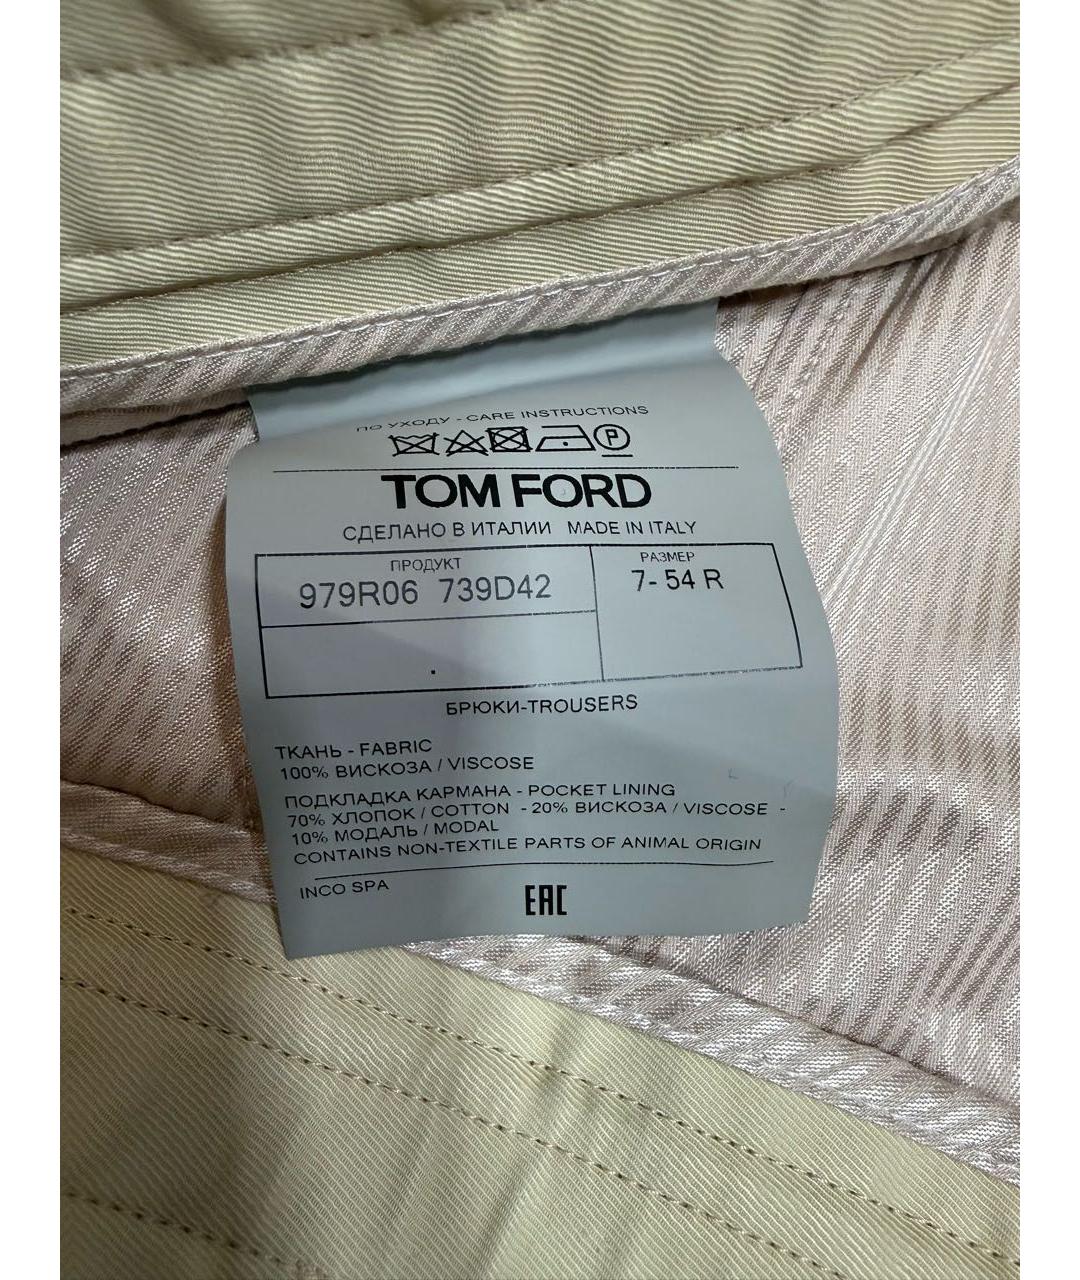 ПО УХОДУ - CARE INSTRUCTIONS
P
TOM FORD
СДЕЛАНО В ИТАЛИИ MADE IN ITALY
ПРОДУКТ
979R06 739D42
РАЗМЕР
7- 54 R
БРЮКИ-TROUSERS
ТКАНЬ - FABRIC
100% ВИСКОЗА / VISCOSE
ПОДКЛАДКА КАРМАНА - POCKET LINING
70% ХЛОПОК / COTTON - 20% ВИСКОЗА / VISCOSE -
10% МОДАЛЬ / MODAL
CONTAINS NON-TEXTILE PARTS OF ANIMAL ORIGIN
INCO SPA
EAC